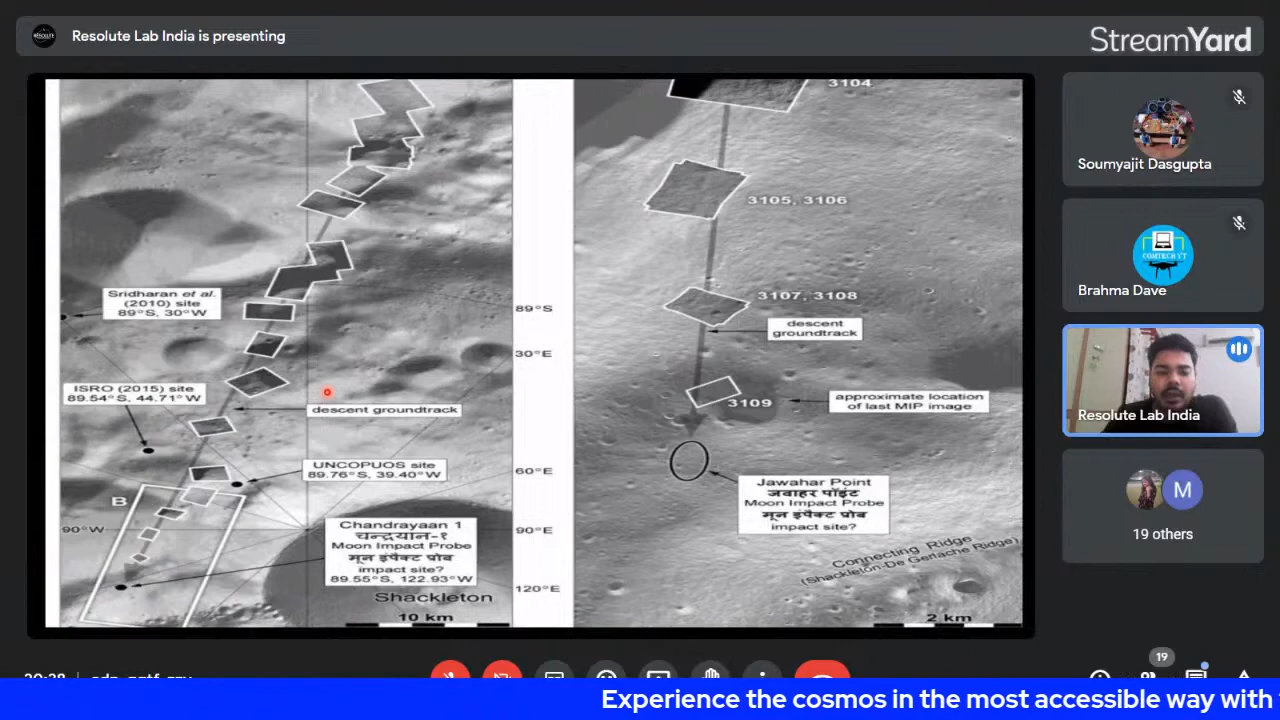 Resolute Lab India is presenting
StreamYard
3104
3105, 3106
3107, 3108
descent
groundtrack
3109
approximate location
of last MIP image
Jawahar Point
जवाहर पॉइंट
Moon Impact Probe
मून इंपैक्ट प्रोब
impact site?
Connecting Ridge
(Shackleton-De Gerlache Ridge)
2 km
Sridharan et al.
(2010) site
89°S, 30°W
89°S
30°E
ISRO (2015) site
89.54°S, 44.71°W
descent groundtrack
UNCOPUOS site
89.76°S, 39.40°W
60°E
B
90°W
90°E
Chandrayaan 1
चन्द्रयान-१
Moon Impact Probe
मून इंपैक्ट प्रोब
impact site?
89.55°S, 122.93°W
120°E
Shackleton
10 km
Soumyajit Dasgupta
COMTECH I.T
Brahma Dave
Resolute Lab India
M
19 others
19
Experience the cosmos in the most accessible way with